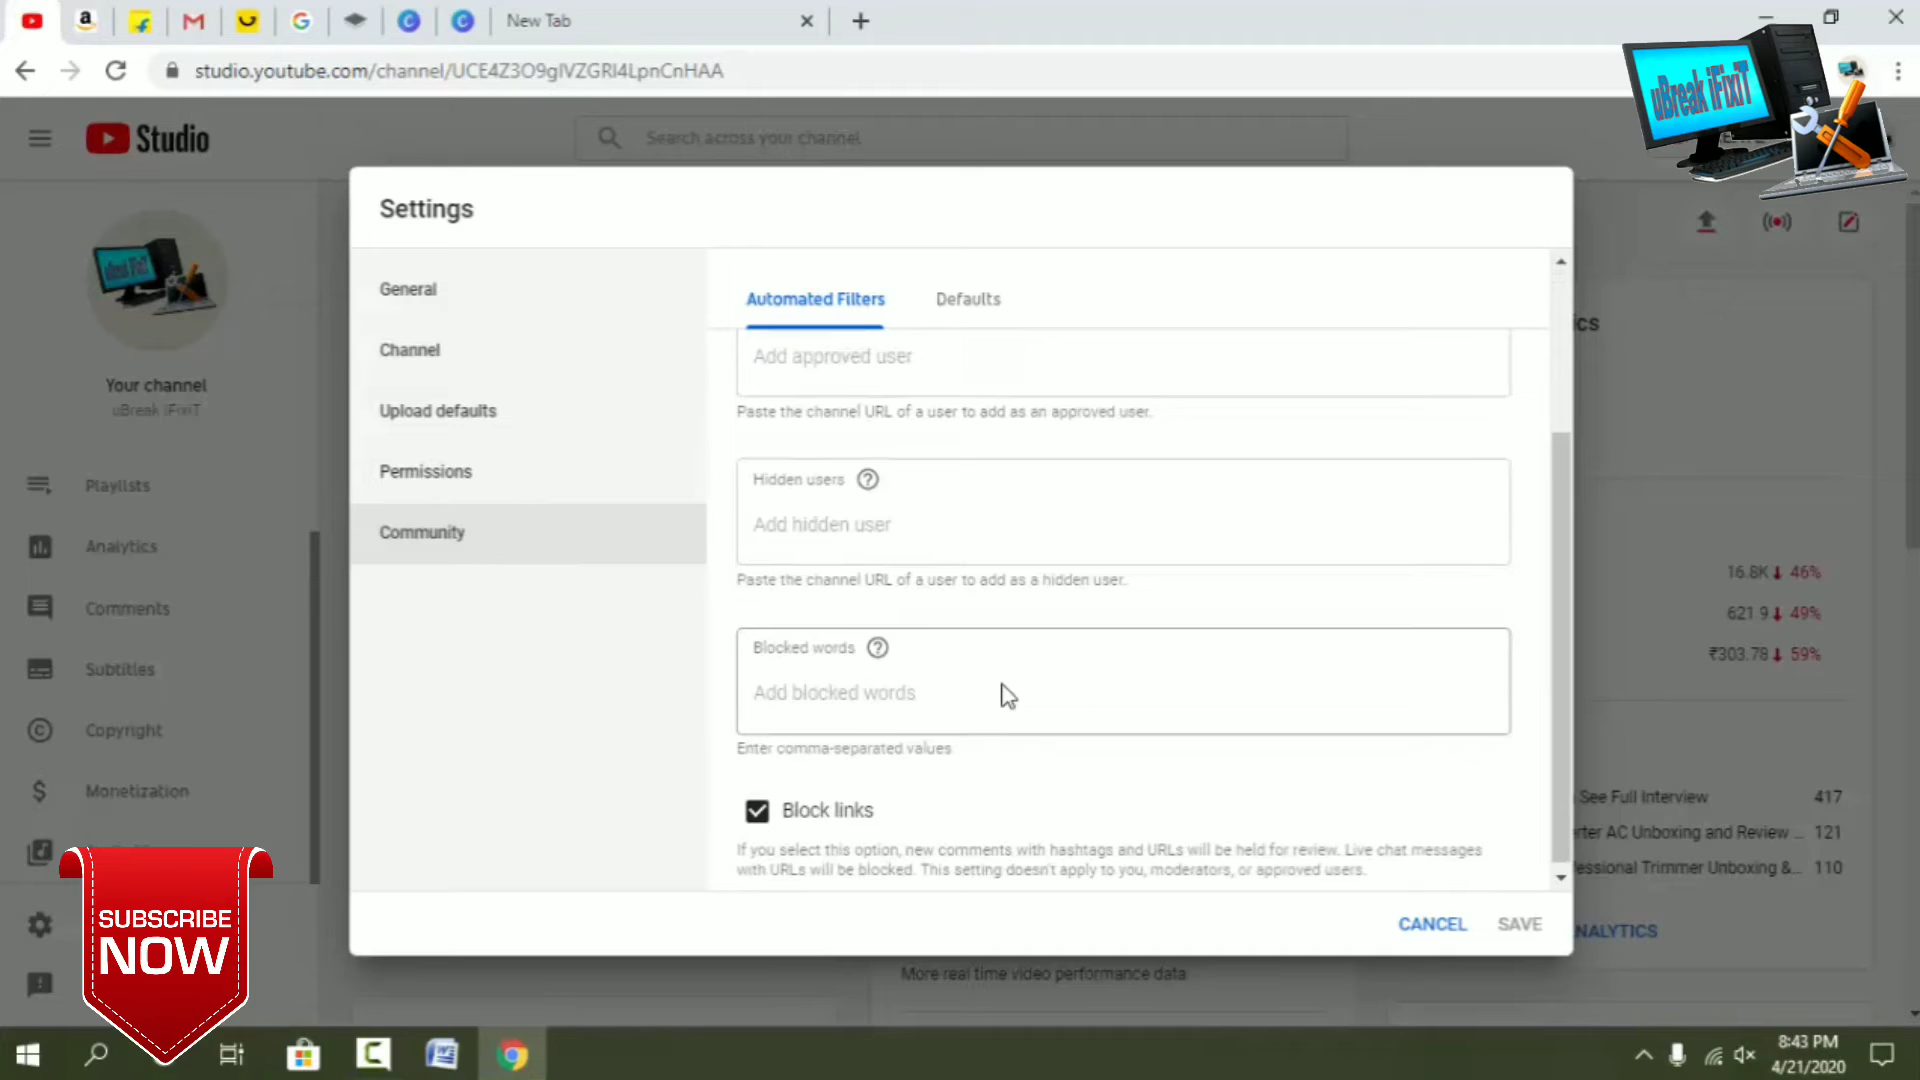 New Tab
studio.youtube.com/channel/UCE4Z3O9gIVZGRI4LpnCnHAA
uBreak iFixiT
Studio
Search across your channel
Settings
General
Automated Filters
Defaults
Channel
Add approved user
Your channel
uBreak iFixiT
Upload defaults
Paste the channel URL of a user to add as an approved user.
Permissions
Hidden users
Playlists
Community
Add hidden user
Analytics
16.8K 46%
Paste the channel URL of a user to add as a hidden user.
Comments
621.9 49%
Blocked words
₹303.78 59%
Subtitles
Add blocked words
Copyright
Enter comma-separated values
Monetization
Block links
See Full Interview 417
rter AC Unboxing and Review ... 121
If you select this option, new comments with hashtags and URLs will be held for review. Live chat messages
with URLs will be blocked. This setting doesn't apply to you, moderators, or approved users.
fessional Trimmer Unboxing &... 110
CANCEL
SAVE
NALYTICS
SUBSCRIBE
NOW
More real time video performance data
8:43 PM
4/21/2020